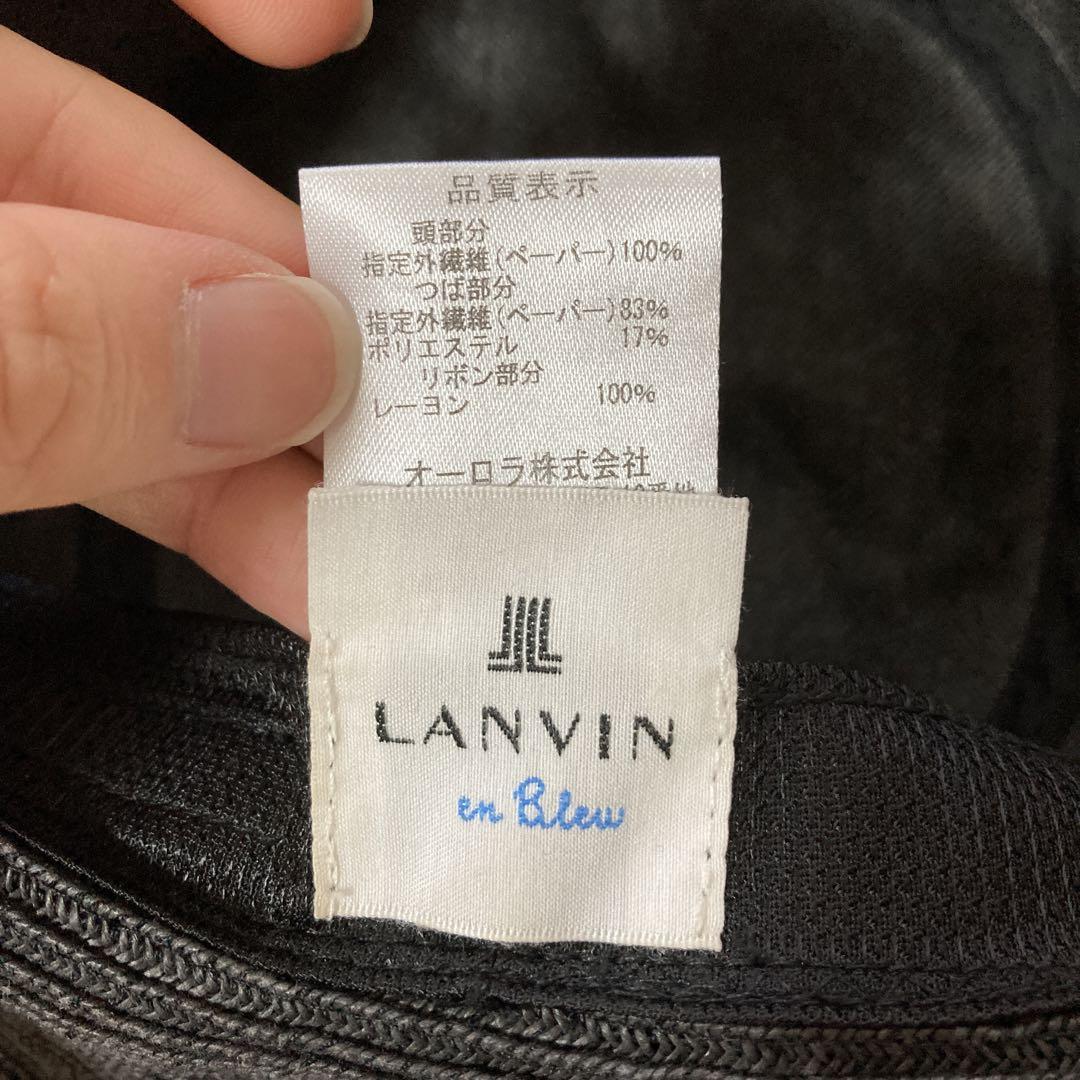 品質表示
頭部分
指定外繊維(ペーパー)100%
つば部分
指定外繊維(ペーパー)83%
ポリエステル 17%
リボン部分
レーヨン 100%
オーロラ株式会社
LANVIN
en Bleu